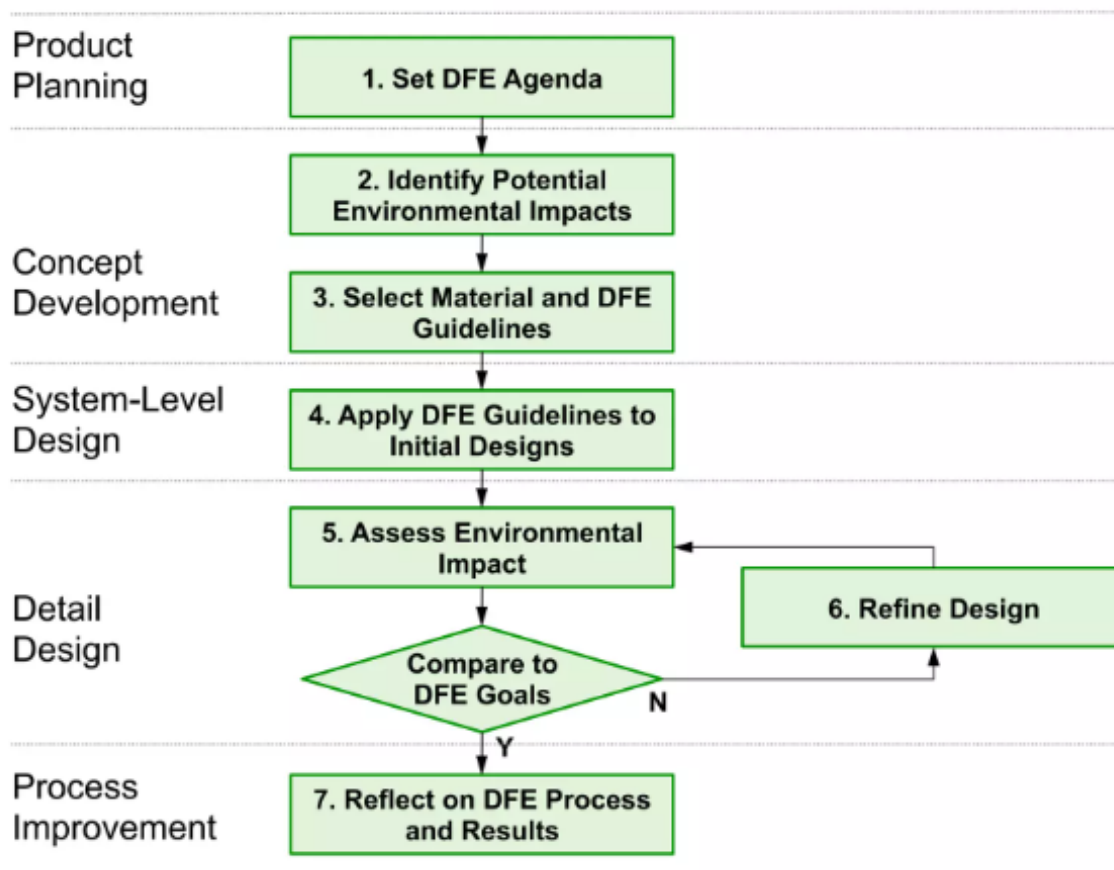 Product
Planning
1. Set DFE Agenda
2. Identify Potential
Environmental Impacts
Concept
Development
3. Select Material and DFE
Guidelines
System-Level
Design
4. Apply DFE Guidelines to
Initial Designs
5. Assess Environmental
Impact
Detail
Design
6. Refine Design
Compare to
DFE Goals
N
Y
Process
Improvement
7. Reflect on DFE Process
and Results